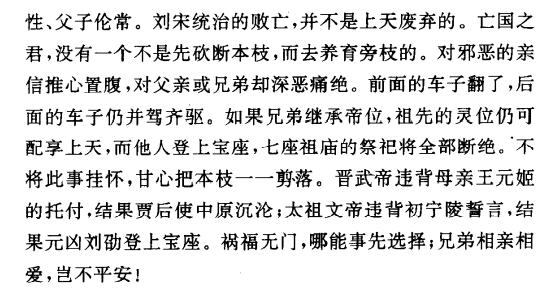 性、父子伦常。刘宋统治的败亡,并不是上天废弃的。亡国之
君,没有一个不是先砍断本枝,而去养育旁枝的。对邪恶的亲
信推心置腹,对父亲或兄弟却深恶痛绝。前面的车子翻了,后
面的车子仍并驾齐驱。如果兄弟继承帝位,祖先的灵位仍可
配享上天,而他人登上宝座,七座祖庙的祭祀将全部断绝。不
将此事挂怀,甘心把本枝一一剪落。晋武帝违背母亲王元姬
的托付,结果贾后使中原沉沦;太祖文帝违背初宁陵誓言,结
果元凶刘劭登上宝座。祸福无门,哪能事先选择;兄弟相亲相
爱,岂不平安!